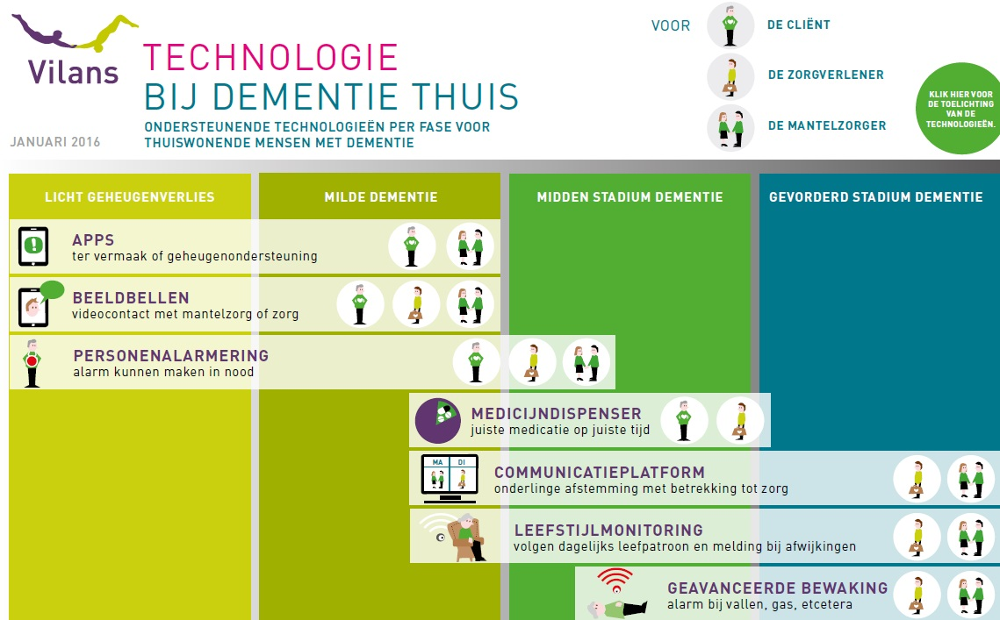 Vilans
TECHNOLOGIE
BIJ DEMENTIE THUIS
ONDERSTEUNENDE TECHNOLOGIEËN PER FASE VOOR
THUISWONENDE MENSEN MET DEMENTIE
JANUARI 2016
VOOR
DE CLIËNT
DE ZORGVERLENER
DE MANTELZORGER
KLIK HIER VOOR
DE TOELICHTING
VAN DE
TECHNOLOGIEËN.
LICHT GEHEUGENVERLIES
MILDE DEMENTIE
MIDDEN STADIUM DEMENTIE
GEVORDERD STADIUM DEMENTIE
APPS
ter vermaak of geheugenondersteuning
BEELDBELLEN
videocontact met mantelzorg of zorg
PERSONENALARMERING
alarm kunnen maken in nood
MEDICIJNDISPENSER
juiste medicatie op juiste tijd
MA DI
COMMUNICATIEPLATFORM
onderlinge afstemming met betrekking tot zorg
LEEFSTIJLMONITORING
volgen dagelijks leefpatroon en melding bij afwijkingen
GEAVANCEERDE BEWAKING
alarm bij vallen, gas, etcetera